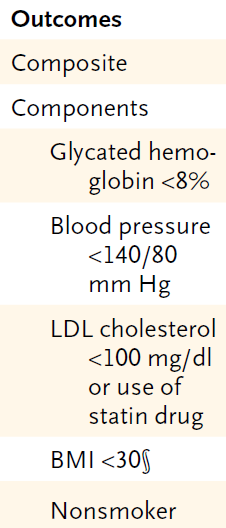 Outcomes
Composite
Components
Glycated hemo-
globin <8%
Blood pressure
<140/80
mm Hg
LDL cholesterol
<100 mg/dl
or use of
statin drug
BMI <30§
Nonsmoker